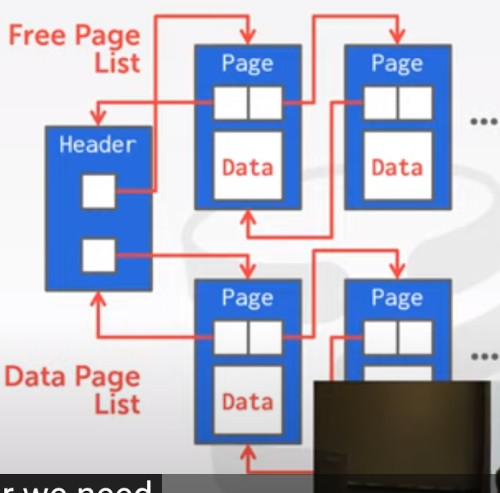 Free Page
List
Page
Page
Header
Data
Data
...
Page
Page
...
Data Page
List
Data
r we need